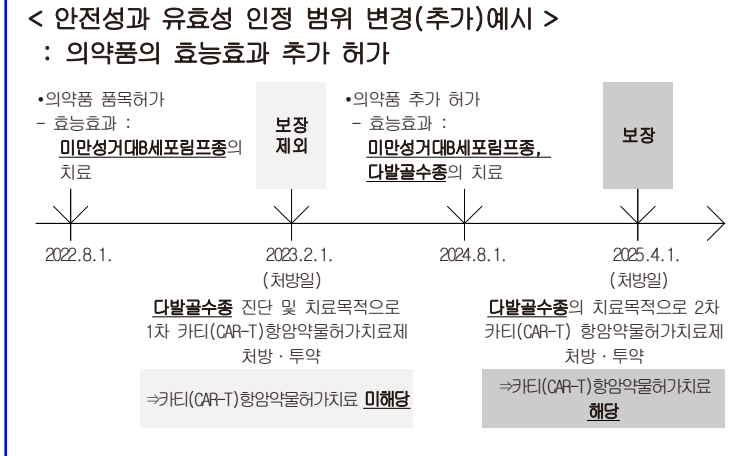 < 안전성과 유효성 인정 범위 변경(추가)예시 >
: 의약품의 효능효과 추가 허가
•의약품 품목허가
- 효능효과 :
미만성거대B세포림프종의
치료
보장
제외
•의약품 추가 허가
- 효능효과 :
미만성거대B세포림프종,
다발골수종의 치료
보장
2022.8.1.
2023.2.1.
(처방일)
2024.8.1.
2025.4.1.
(처방일)
다발골수종 진단 및 치료목적으로
1차 카티(CAR-T)항암약물허가치료제
처방·투약
⇒카티(CAR-T)항암약물허가치료 미해당
다발골수종의 치료목적으로 2차
카티(CAR-T) 항암약물허가치료제
처방·투약
⇒카티(CAR-T)항암약물허가치료
해당